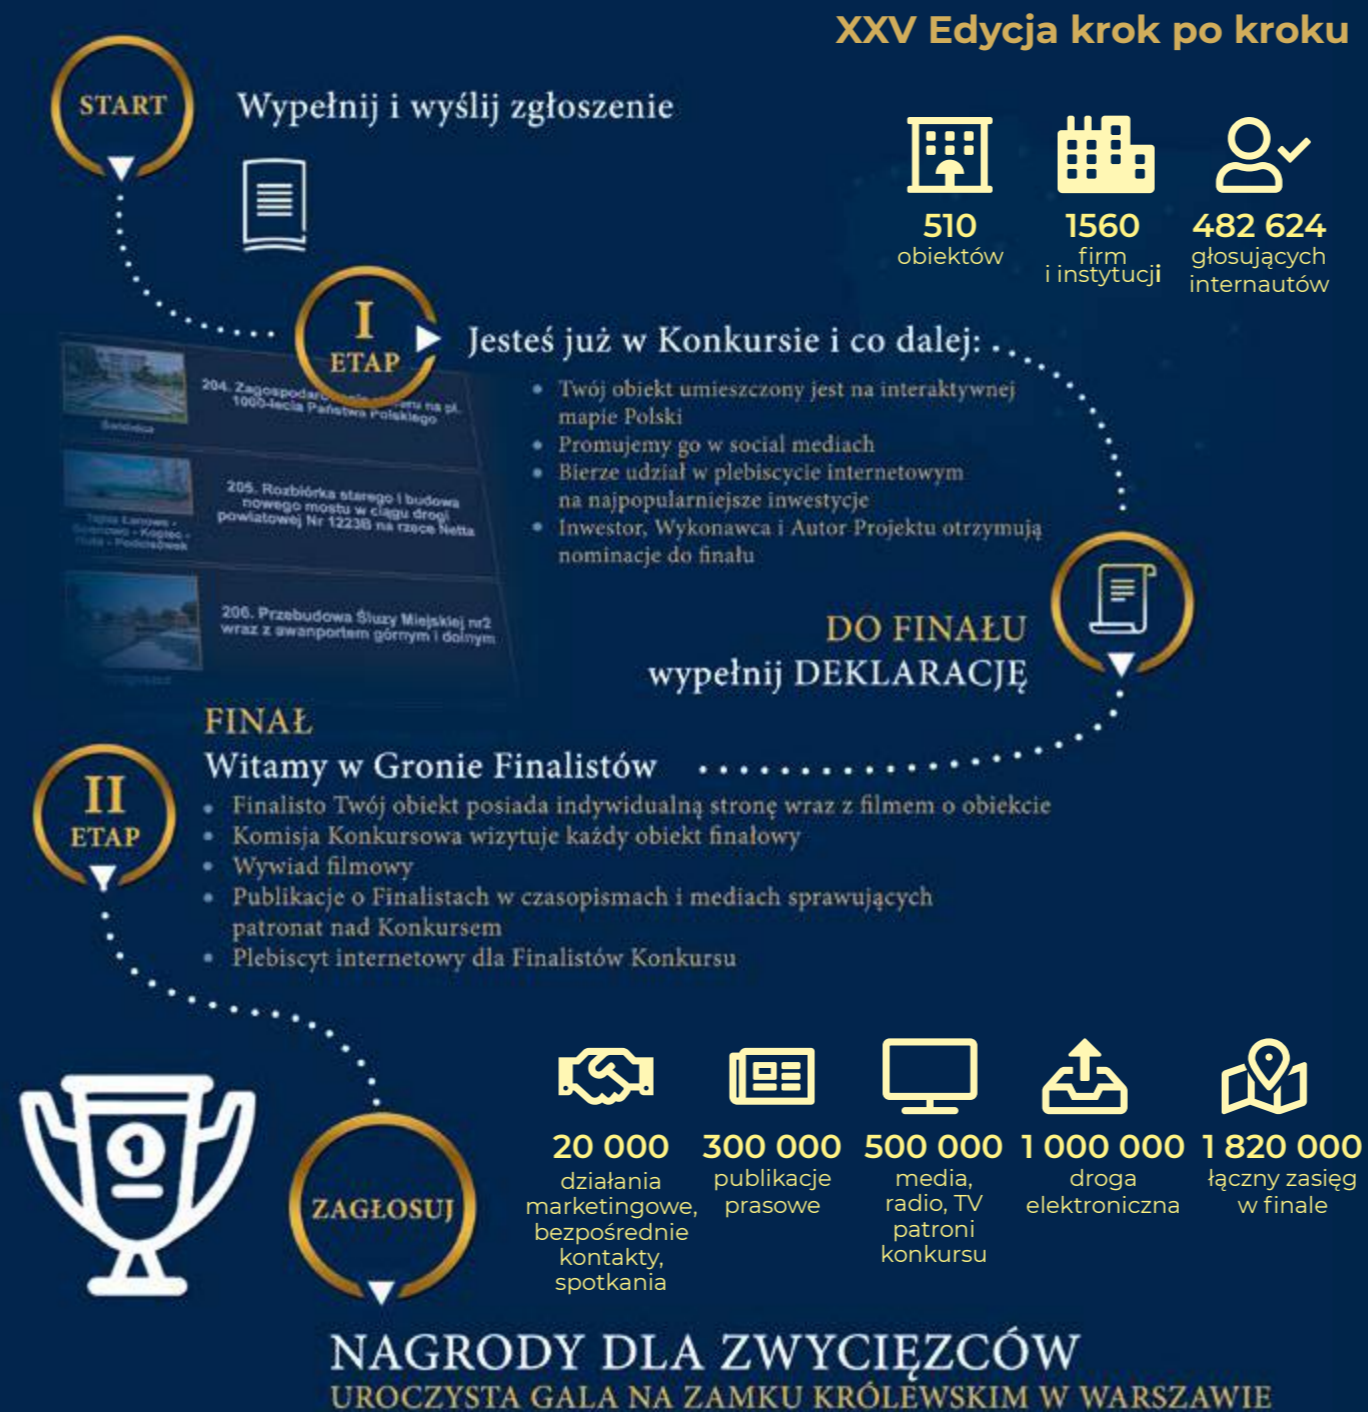 XXV Edycja krok po kroku
START
Wypełnij i wyślij zgłoszenie
510
obiektów
1560
firm
i instytucji
482 624
głosujących
internautów
I
ETAP
Jesteś już w Konkursie i co dalej:
• Twój obiekt umieszczony jest na interaktywnej
mapie Polski
• Promujemy go w social mediach
• Bierze udział w plebiscycie internetowym
na najpopularniejsze inwestycje
• Inwestor, Wykonawca i Autor Projektu otrzymują
nominacje do finału
204. Zagospodarowanie terenu na pl.
1000-lecia Państwa Polskiego
Świdnica
205. Rozbiórka starego i budowa
nowego mostu w ciągu drogi
powiatowej Nr 1223B na rzece Netta
206. Przebudowa Śluzy Miejskiej nr2
wraz z awanportem górnym i dolnym
DO FINAŁU
wypełnij DEKLARACJĘ
FINAŁ
Witamy w Gronie Finalistów
II
ETAP
• Finalisto Twój obiekt posiada indywidualną stronę wraz z filmem o obiekcie
• Komisja Konkursowa wizytuje każdy obiekt finałowy
• Wywiad filmowy
• Publikacje o Finalistach w czasopismach i mediach sprawujących
patronat nad Konkursem
• Plebiscyt internetowy dla Finalistów Konkursu
1
ZAGŁOSUJ
20 000
działania
marketingowe,
bezpośrednie
kontakty,
spotkania
300 000
publikacje
prasowe
500 000
media,
radio, TV
patroni
konkursu
1 000 000
droga
elektroniczna
1 820 000
łączny zasięg
w finale
NAGRODY DLA ZWYCIĘZCÓW
UROCZYSTA GALA NA ZAMKU KRÓLEWSKIM W WARSZAWIE